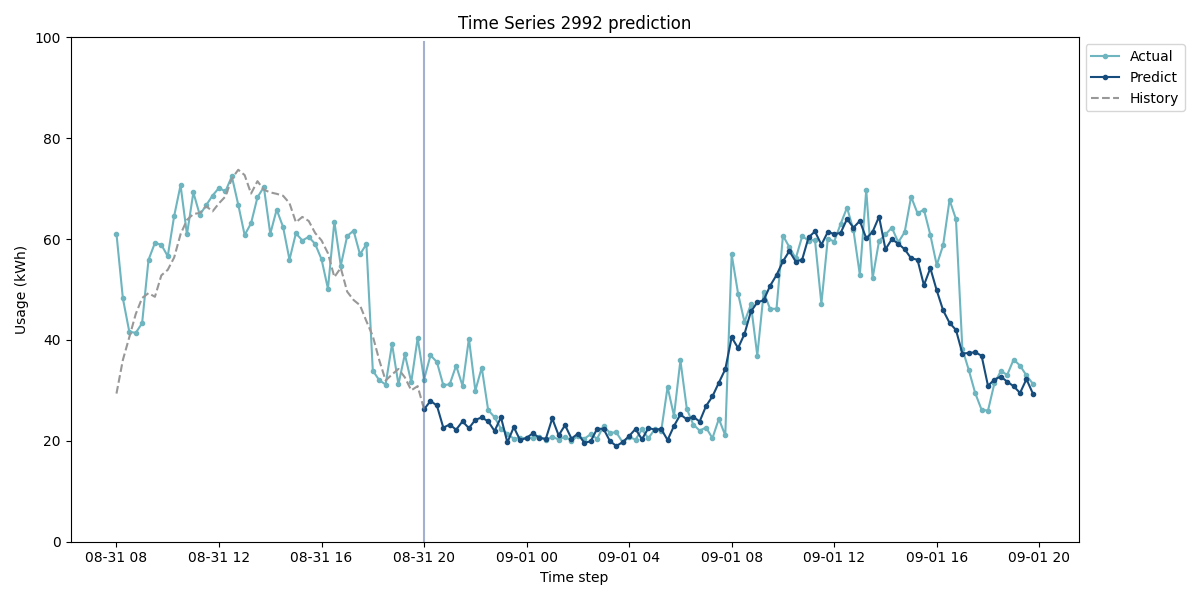 Time Series 2992 prediction
100
80
60
40
20
0
Usage (kWh)
08-31 08
08-31 12
08-31 16
08-31 20
09-01 00
09-01 04
09-01 08
09-01 12
09-01 16
09-01 20
Time step
Actual
Predict
History